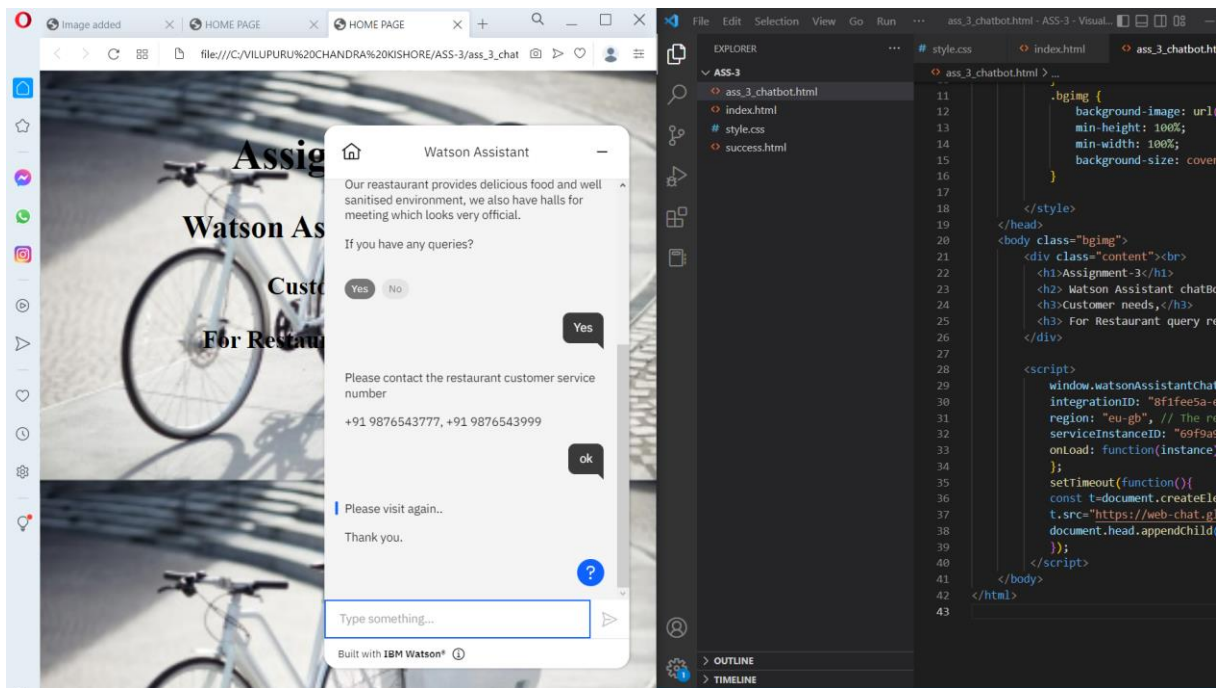 Image added
HOME PAGE
HOME PAGE
file:///C:/VILUPURU%20CHANDRA%20KISHORE/ASS-3/ass_3_chat
Assig
Watson As
Custo
For Restau
Watson Assistant
Our reastaurant provides delicious food and well
sanitised environment, we also have halls for
meeting which looks very official.
If you have any queries?
Yes No
Yes
Please contact the restaurant customer service
number
+91 9876543777, +91 9876543999
ok
Please visit again..
Thank you.
?
Type something...
Built with IBM Watson®
File Edit Selection View Go Run ··· ass_3_chatbot.html - ASS-3 - Visual...
EXPLORER ···
ASS-3
ass_3_chatbot.html
index.html
# style.css
success.html
OUTLINE
TIMELINE
1
# style.css index.html ass_3_chatbot.ht
ass_3_chatbot.html > ...
11 .bgimg {
12 background-image: url(
13 min-height: 100%;
14 min-width: 100%;
15 background-size: cover
16 }
17
18 </style>
19 </head>
20 <body class="bgimg">
21 <div class="content"><br>
22 <h1>Assignment-3</h1>
23 <h2> Watson Assistant chatBo
24 <h3>Customer needs,</h3>
25 <h3> For Restaurant query re
26 </div>
27
28 <script>
29 window.watsonAssistantChat
30 integrationID: "8f1fee5a-e
31 region: "eu-gb", // The re
32 serviceInstanceID: "69f9a9
33 onLoad: function(instance)
34 };
35 setTimeout(function(){
36 const t=document.createEle
37 t.src="https://web-chat.gl
38 document.head.appendChild(
39 });
40 </script>
41 </body>
42 </html>
43